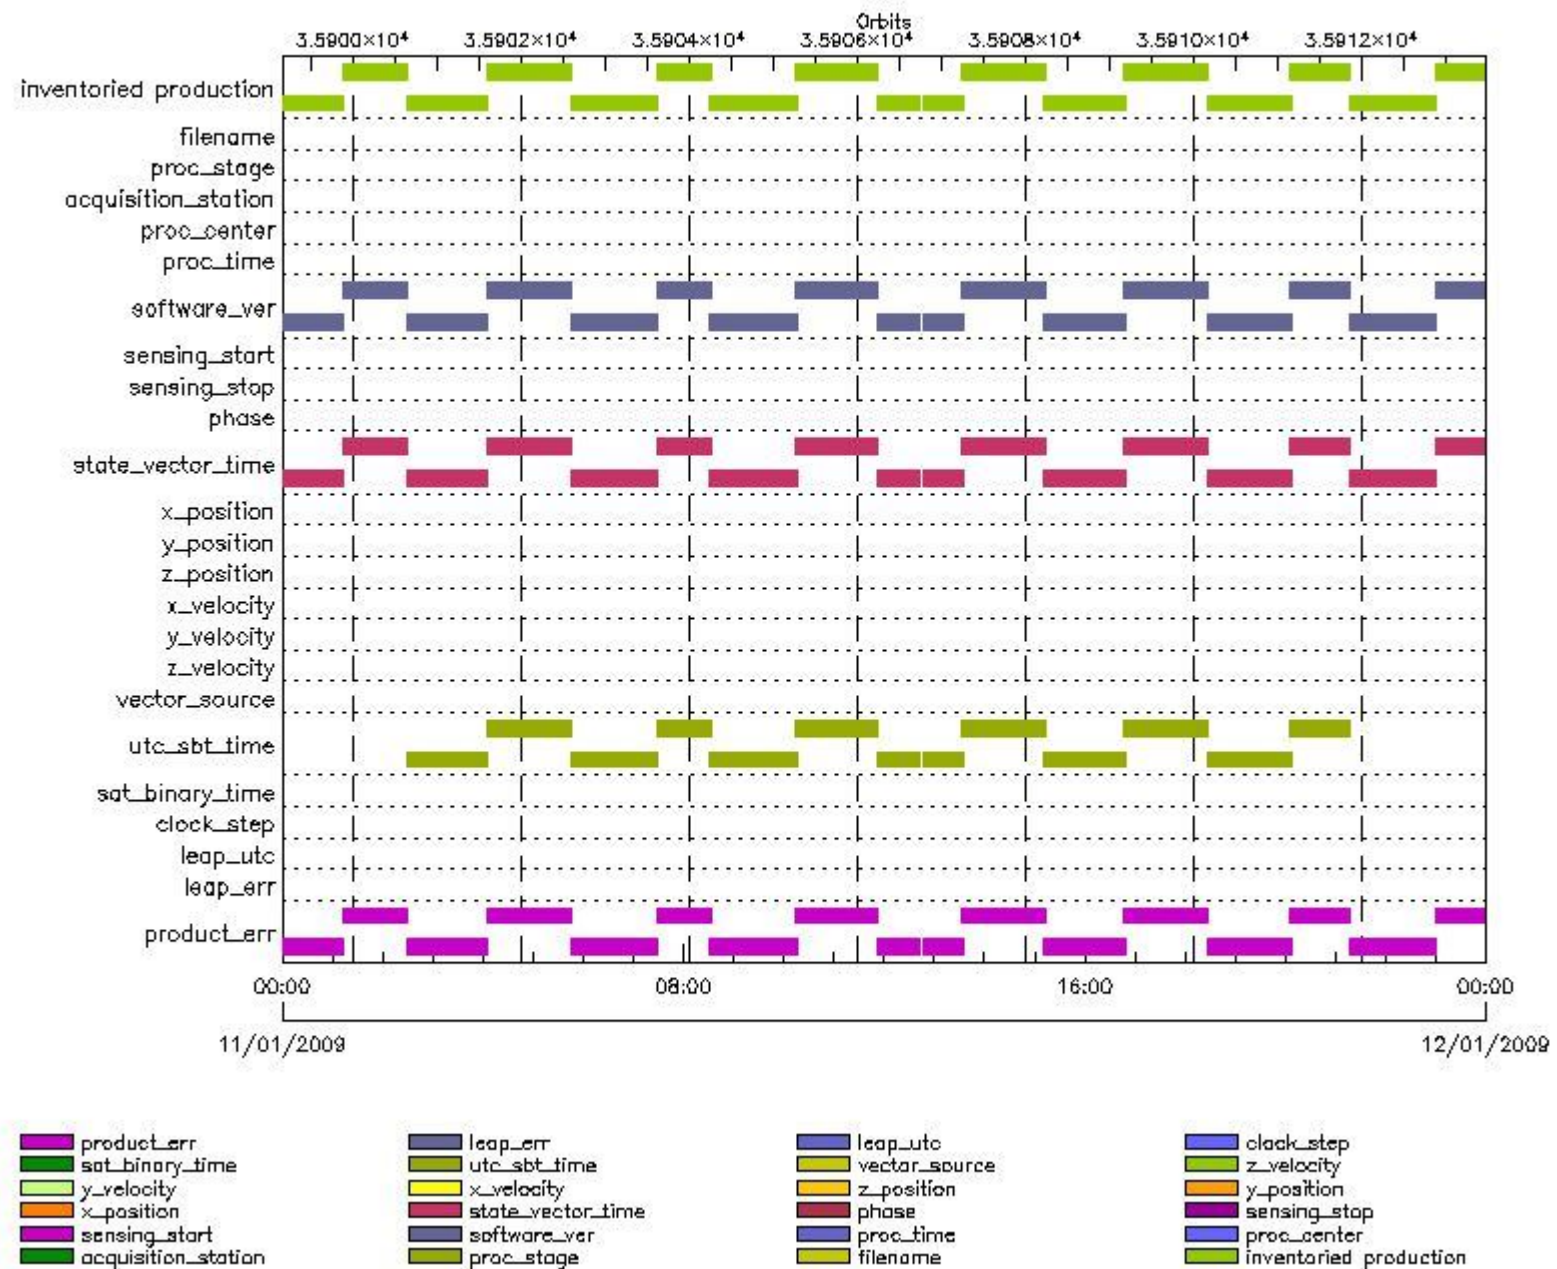 Orbits
3.5900×10⁴ 3.5902×10⁴ 3.5904×10⁴ 3.5906×10⁴ 3.5908×10⁴ 3.5910×10⁴ 3.5912×10⁴
inventoried production
filename
proc_stage
acquisition_station
proc_center
proc_time
software_ver
sensing_start
sensing_stop
phase
state_vector_time
x_position
y_position
z_position
x_velocity
y_velocity
z_velocity
vector_source
utc_sbt_time
sat_binary_time
clock_step
leap_utc
leap_err
product_err
00:00 08:00 16:00 00:00
11/01/2009 12/01/2009
product_err leap_err leap_utc clock_step
sat_binary_time utc_sbt_time vector_source z_velocity
y_velocity x_velocity z_position y_position
x_position state_vector_time phase sensing_stop
sensing_start software_ver proc_time proc_center
acquisition_station proc_stage filename inventoried production